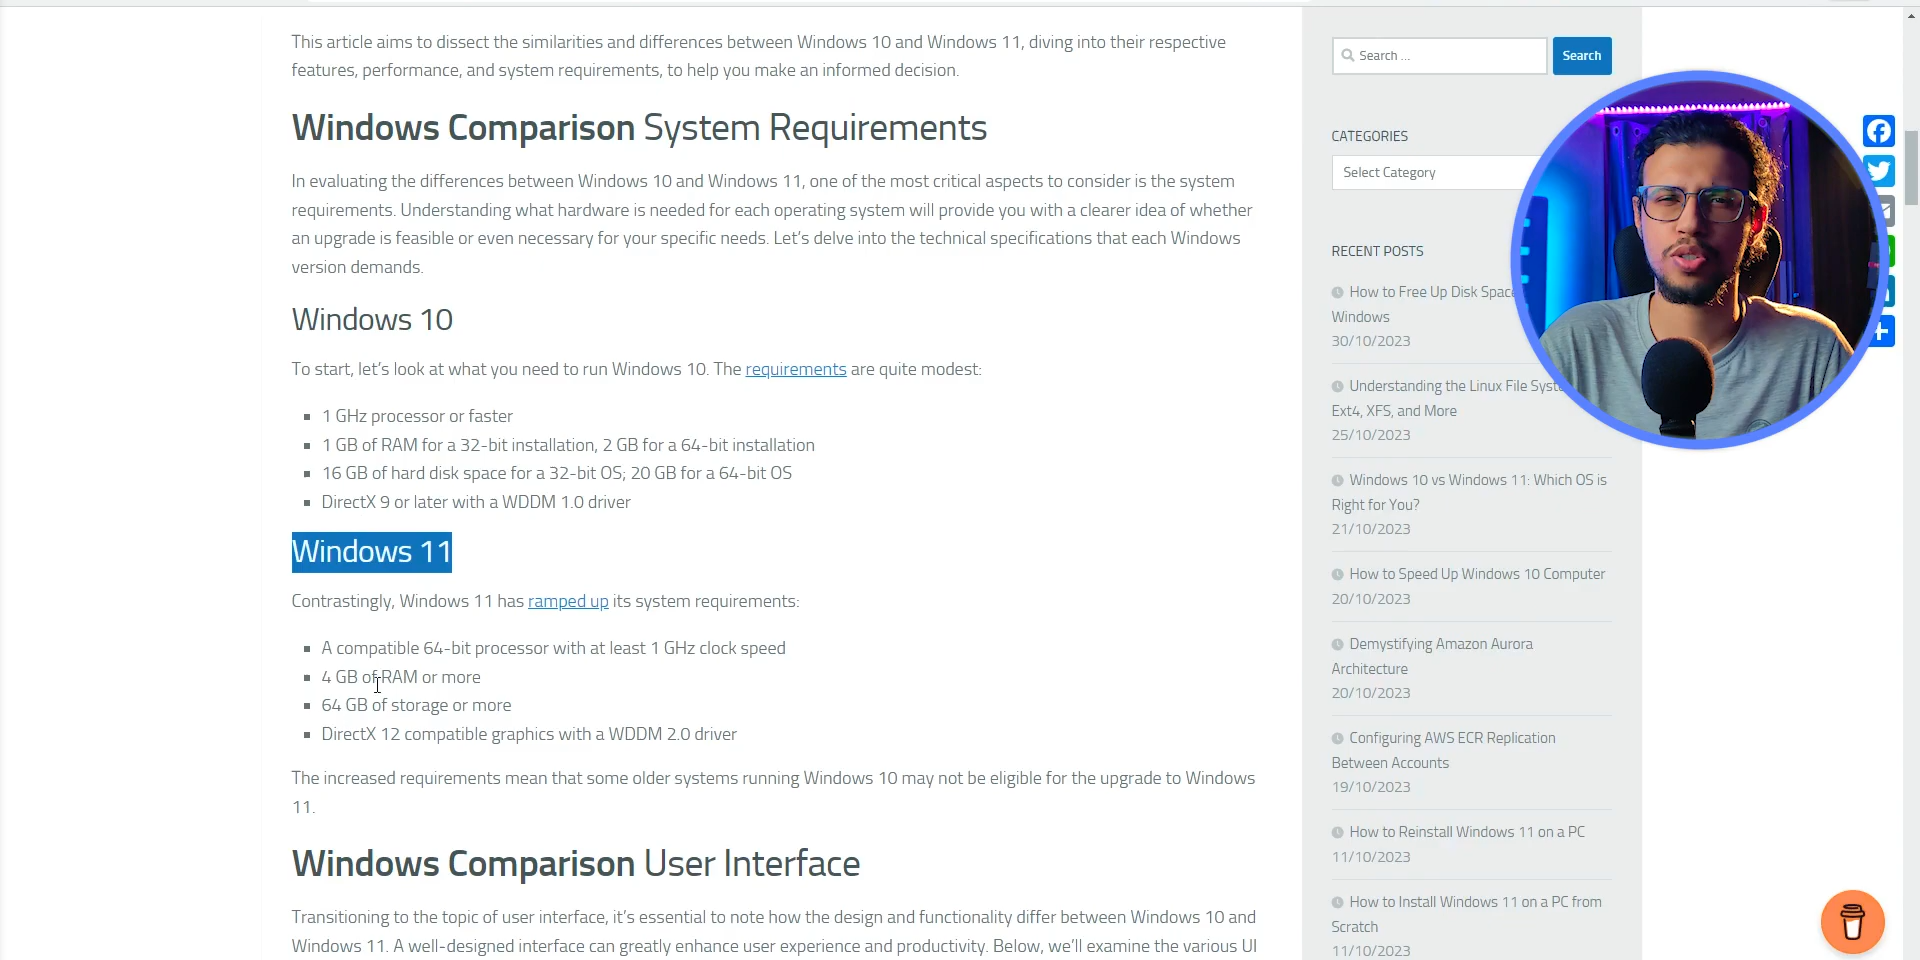 This article aims to dissect the similarities and differences between Windows 10 and Windows 11, diving into their respective
features, performance, and system requirements, to help you make an informed decision.
Windows Comparison System Requirements
In evaluating the differences between Windows 10 and Windows 11, one of the most critical aspects to consider is the system
requirements. Understanding what hardware is needed for each operating system will provide you with a clearer idea of whether
an upgrade is feasible or even necessary for your specific needs. Let's delve into the technical specifications that each Windows
version demands.
Windows 10
To start, let's look at what you need to run Windows 10. The requirements are quite modest:
1 GHz processor or faster
1 GB of RAM for a 32-bit installation, 2 GB for a 64-bit installation
16 GB of hard disk space for a 32-bit OS; 20 GB for a 64-bit OS
DirectX 9 or later with a WDDM 1.0 driver
Windows 11
Contrastingly, Windows 11 has ramped up its system requirements:
A compatible 64-bit processor with at least 1 GHz clock speed
4 GB of RAM or more
64 GB of storage or more
DirectX 12 compatible graphics with a WDDM 2.0 driver
The increased requirements mean that some older systems running Windows 10 may not be eligible for the upgrade to Windows
11.
Windows Comparison User Interface
Transitioning to the topic of user interface, it's essential to note how the design and functionality differ between Windows 10 and
Windows 11. A well-designed interface can greatly enhance user experience and productivity. Below, we'll examine the various UI
Search ...
Search
CATEGORIES
Select Category
RECENT POSTS
How to Free Up Disk Space
Windows
30/10/2023
Understanding the Linux File
Ext4, XFS, and More
25/10/2023
Windows 10 vs Windows 11: Which OS is
Right for You?
21/10/2023
How to Speed Up Windows 10 Computer
20/10/2023
Demystifying Amazon Aurora
Architecture
20/10/2023
Configuring AWS ECR Replication
Between Accounts
19/10/2023
How to Reinstall Windows 11 on a PC
11/10/2023
How to Install Windows 11 on a PC from
Scratch
11/10/2023